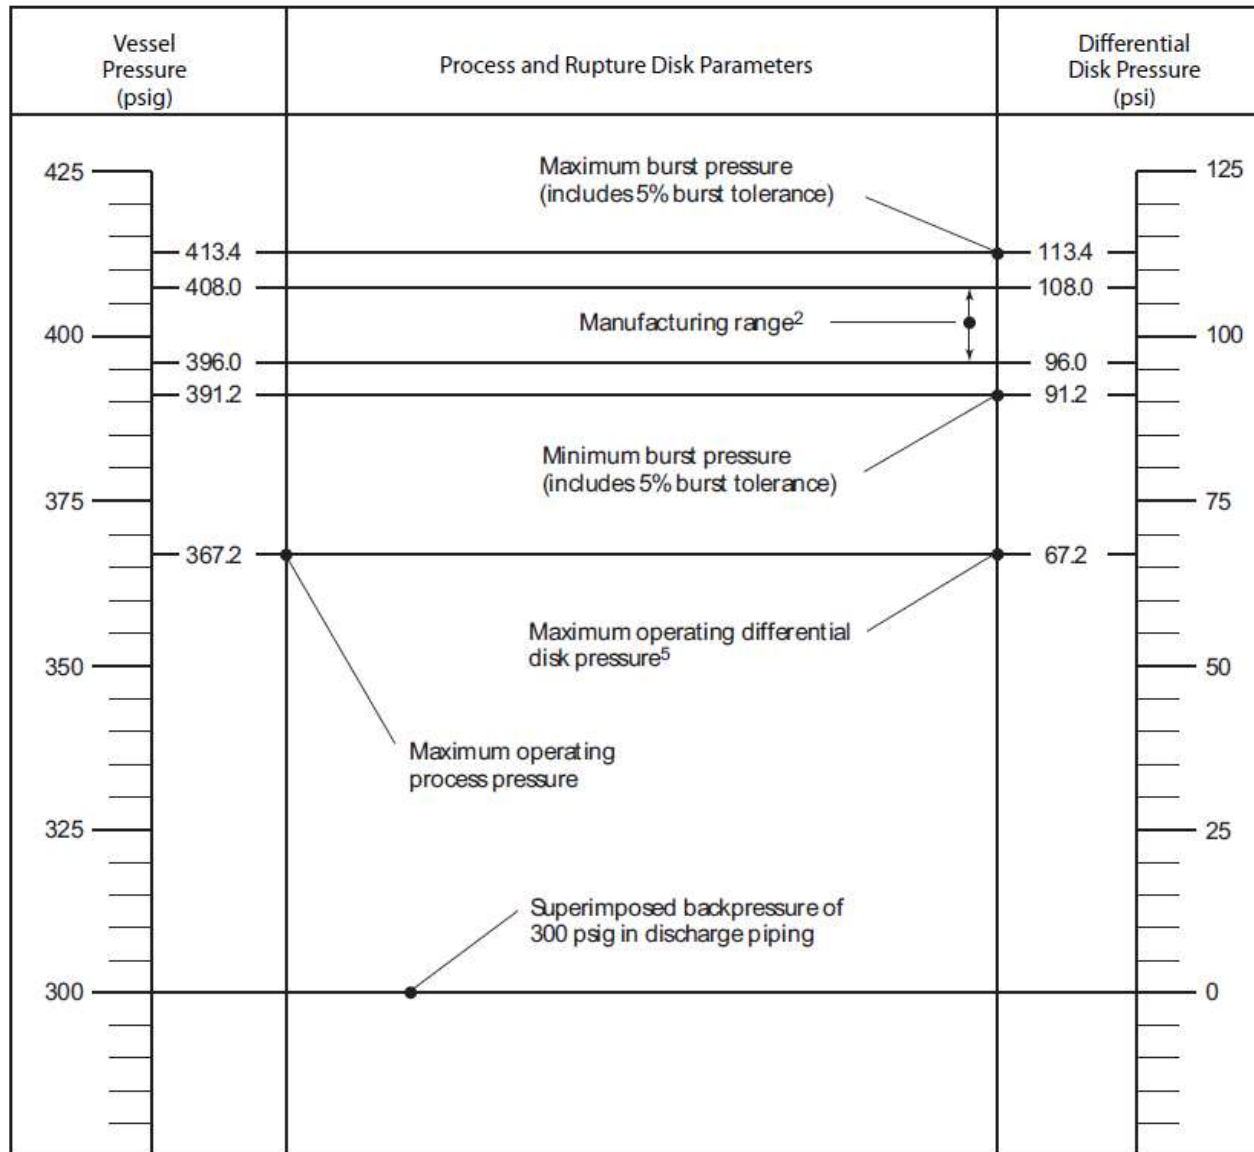 Vessel
Pressure
(psig)
Process and Rupture Disk Parameters
Differential
Disk Pressure
(psi)
Maximum burst pressure
(includes 5% burst tolerance)
425
125
413.4
113.4
408.0
108.0
Manufacturing range²
400
100
396.0
96.0
391.2
91.2
Minimum burst pressure
(includes 5% burst tolerance)
375
75
367.2
67.2
Maximum operating differential
disk pressure⁵
350
50
Maximum operating
process pressure
325
25
Superimposed backpressure of
300 psig in discharge piping
300
0